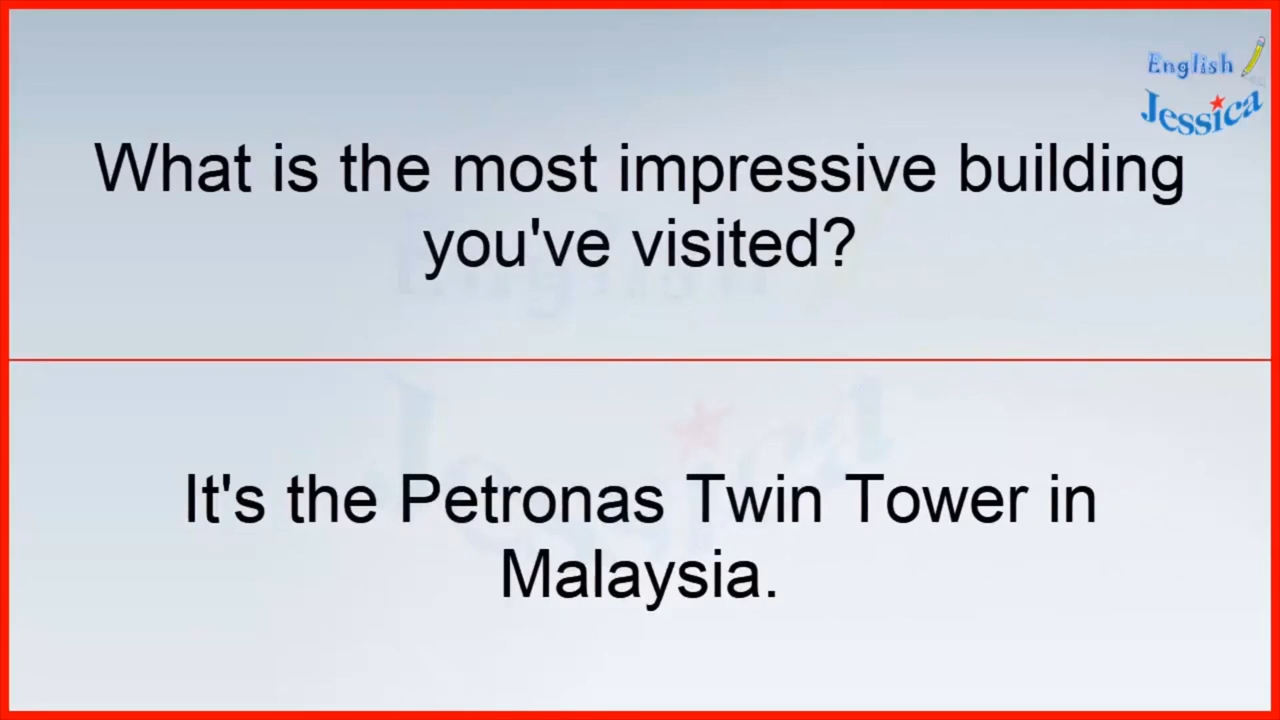 English
Jessica
What is the most impressive building
you've visited?
It's the Petronas Twin Tower in
Malaysia.